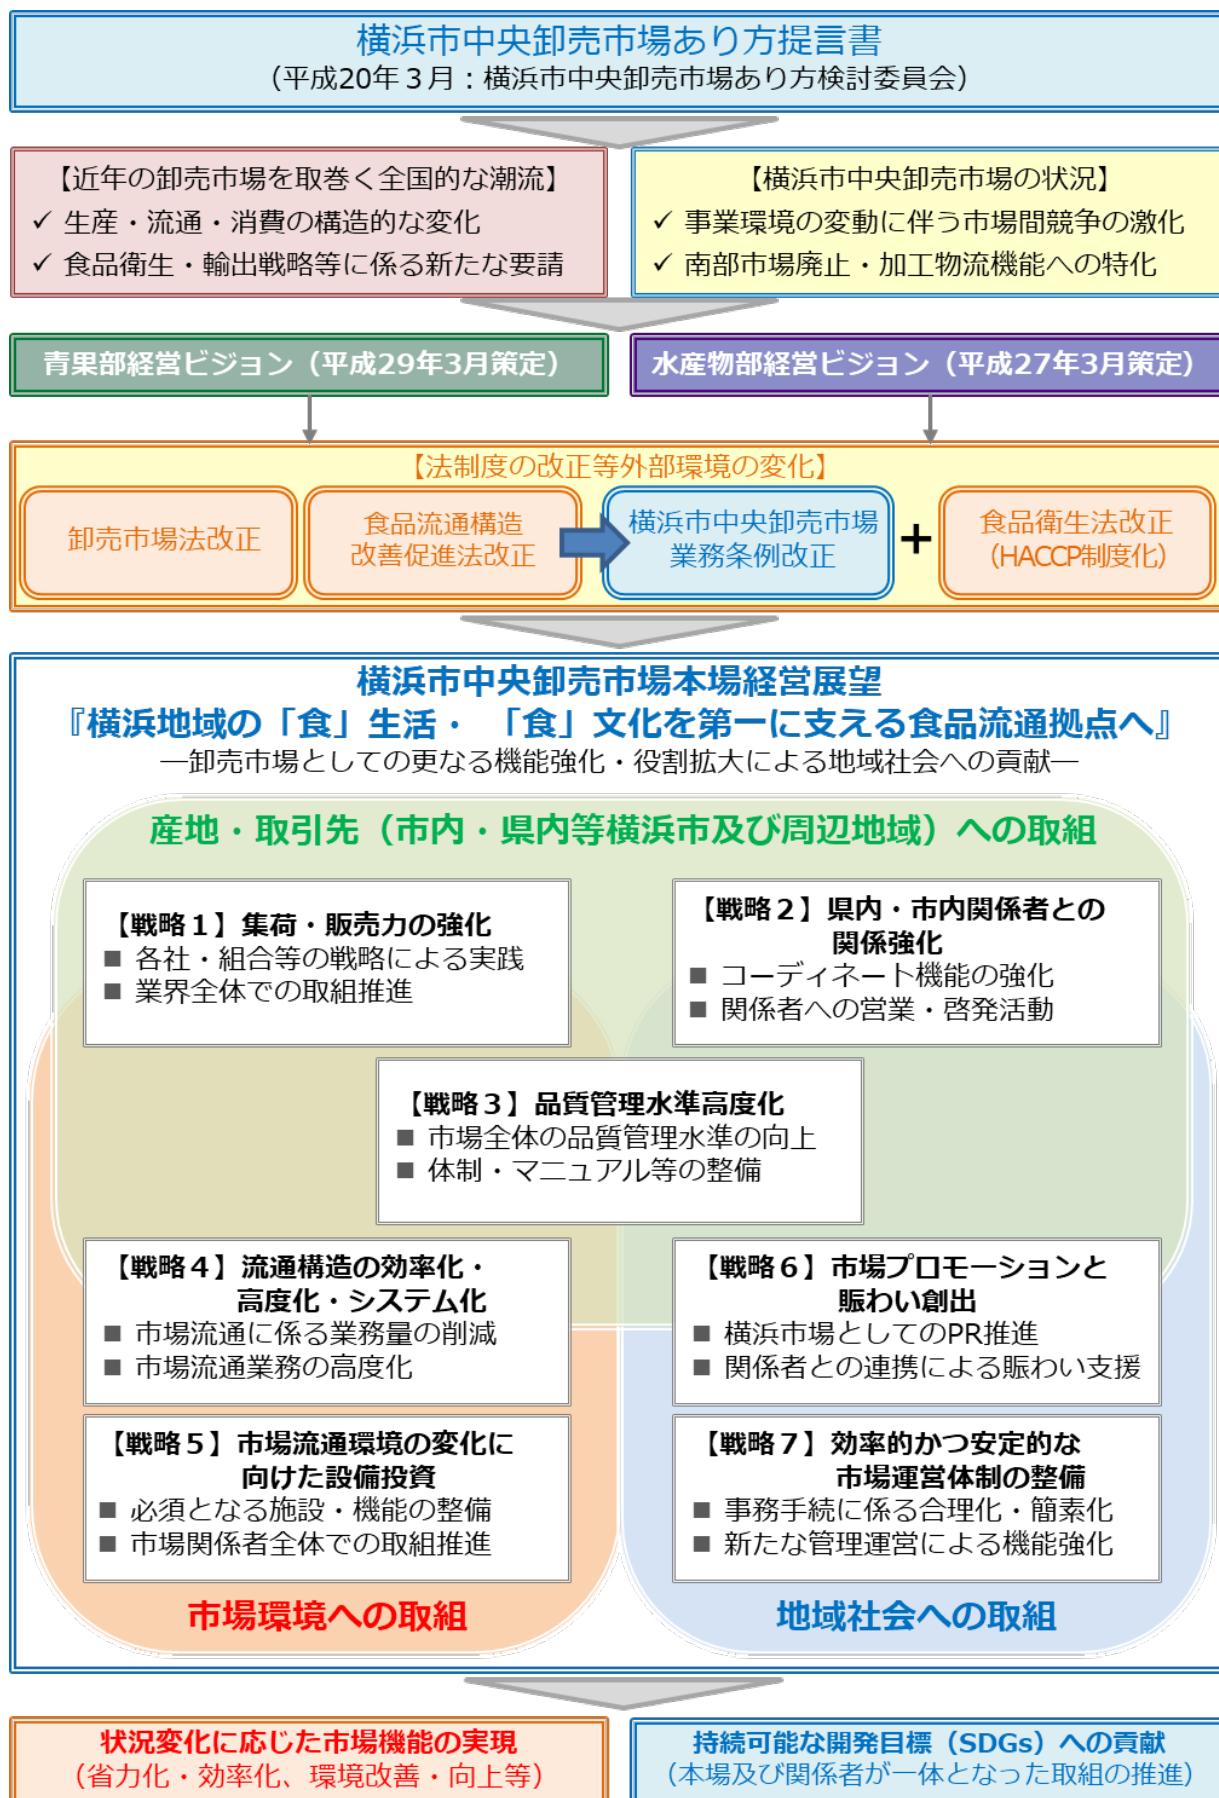 横浜市中央卸売市場あり方提言書
（平成20年３月：横浜市中央卸売市場あり方検討委員会）
【近年の卸売市場を取巻く全国的な潮流】
✓ 生産・流通・消費の構造的な変化
✓ 食品衛生・輸出戦略等に係る新たな要請
【横浜市中央卸売市場の状況】
✓ 事業環境の変動に伴う市場間競争の激化
✓ 南部市場廃止・加工物流機能への特化
青果部経営ビジョン（平成29年3月策定）
水産物部経営ビジョン（平成27年3月策定）
【法制度の改正等外部環境の変化】
卸売市場法改正
食品流通構造
改善促進法改正
横浜市中央卸売市場
業務条例改正
+
食品衛生法改正
（HACCP制度化）
横浜市中央卸売市場本場経営展望
『横浜地域の「食」生活・　「食」文化を第一に支える食品流通拠点へ』
―卸売市場としての更なる機能強化・役割拡大による地域社会への貢献―
産地・取引先（市内・県内等横浜市及び周辺地域）への取組
【戦略１】集荷・販売力の強化
■ 各社・組合等の戦略による実践
■ 業界全体での取組推進
【戦略２】県内・市内関係者との
関係強化
■ コーディネート機能の強化
■ 関係者への営業・啓発活動
【戦略３】品質管理水準高度化
■ 市場全体の品質管理水準の向上
■ 体制・マニュアル等の整備
【戦略４】流通構造の効率化・
高度化・システム化
■ 市場流通に係る業務量の削減
■ 市場流通業務の高度化
【戦略５】市場流通環境の変化に
向けた設備投資
■ 必須となる施設・機能の整備
■ 市場関係者全体での取組推進
【戦略６】市場プロモーションと
賑わい創出
■ 横浜市場としてのPR推進
■ 関係者との連携による賑わい支援
【戦略７】効率的かつ安定的な
市場運営体制の整備
■ 事務手続に係る合理化・簡素化
■ 新たな管理運営による機能強化
市場環境への取組
地域社会への取組
状況変化に応じた市場機能の実現
（省力化・効率化、環境改善・向上等）
持続可能な開発目標（SDGs）への貢献
（本場及び関係者が一体となった取組の推進）